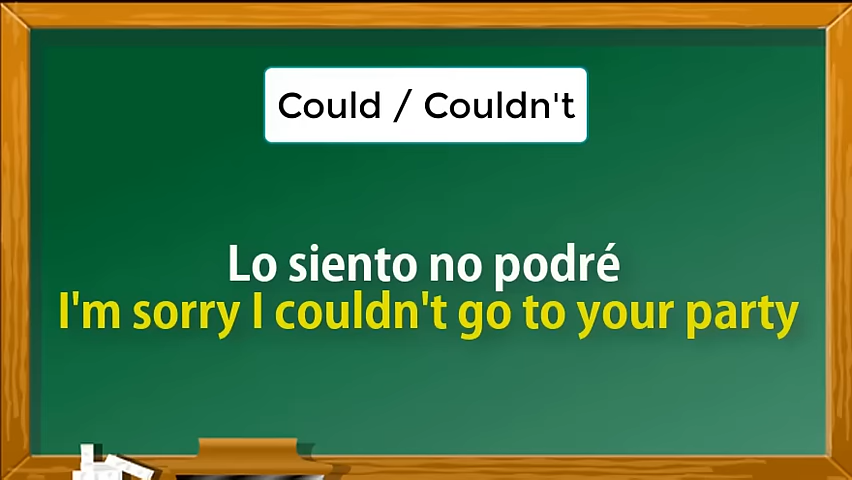 Could / Couldn't
Lo siento no podré
I'm sorry I couldn't go to your party